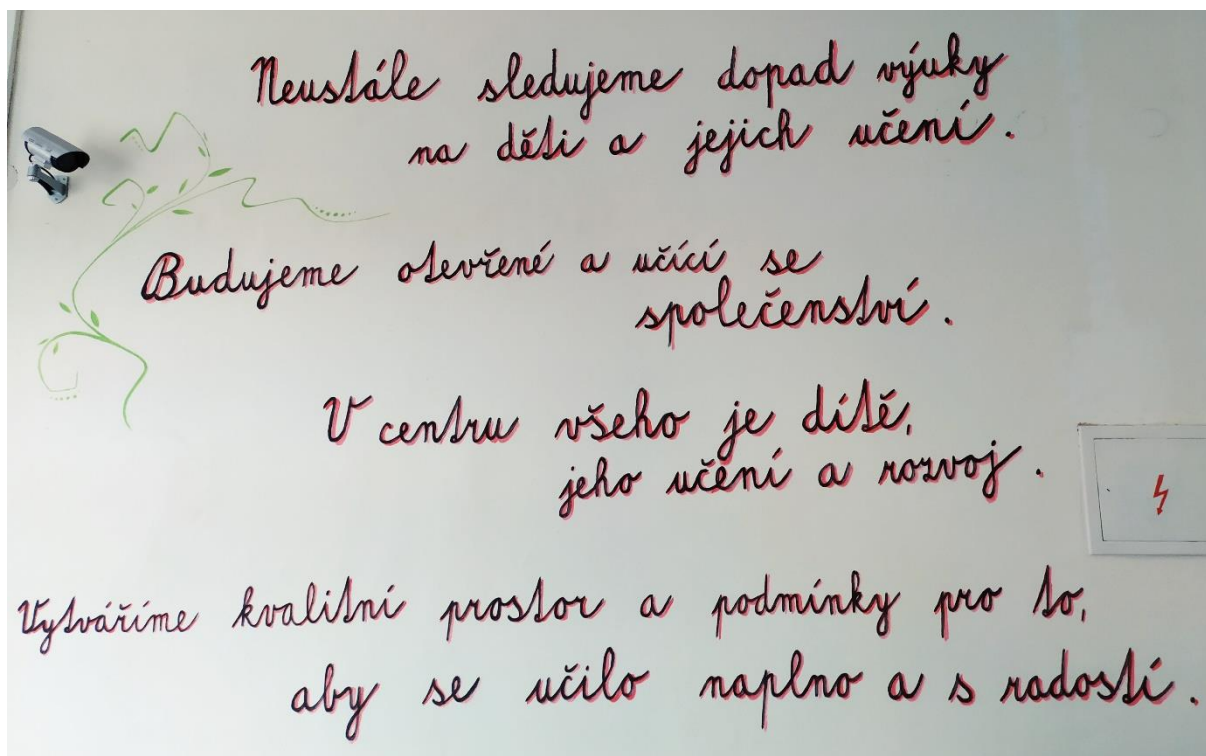 Neustále sledujeme dopad výuky
na děti a jejich učení.
Budujeme otevřené a učící se
společenství.
V centru všeho je dítě,
jeho učení a rozvoj.
Vytváříme kvalitní prostor a podmínky pro to,
aby se učilo naplno a s radostí.